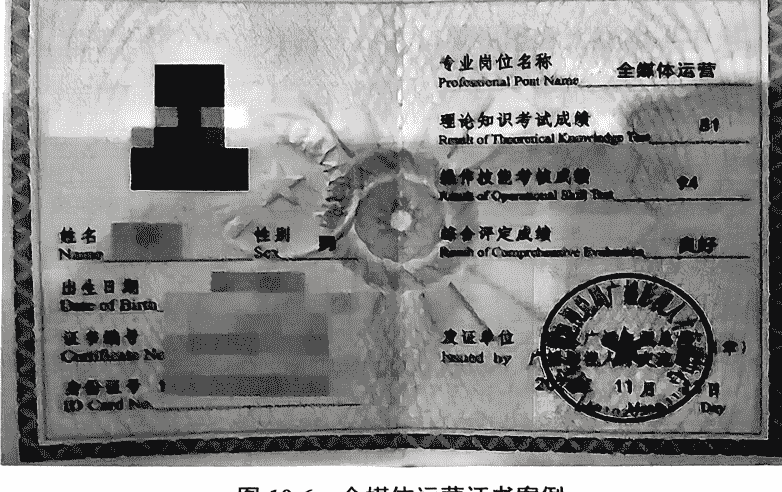 专业岗位名称 全媒体运营
Professional Post Name
理论知识考试成绩 81
Result of Theoretical Knowledge Test
操作技能考核成绩 94
Result of Operational Skill Test
综合评定成绩 良好
Result of Comprehensive Evaluation
姓名 性别 男
Name Sex
出生日期
Date of Birth
证书编号
Certificate No
身份证号
ID Card No.
发证单位
Issued by
11月 日
Day
图 10-6 全媒体运营证书案例